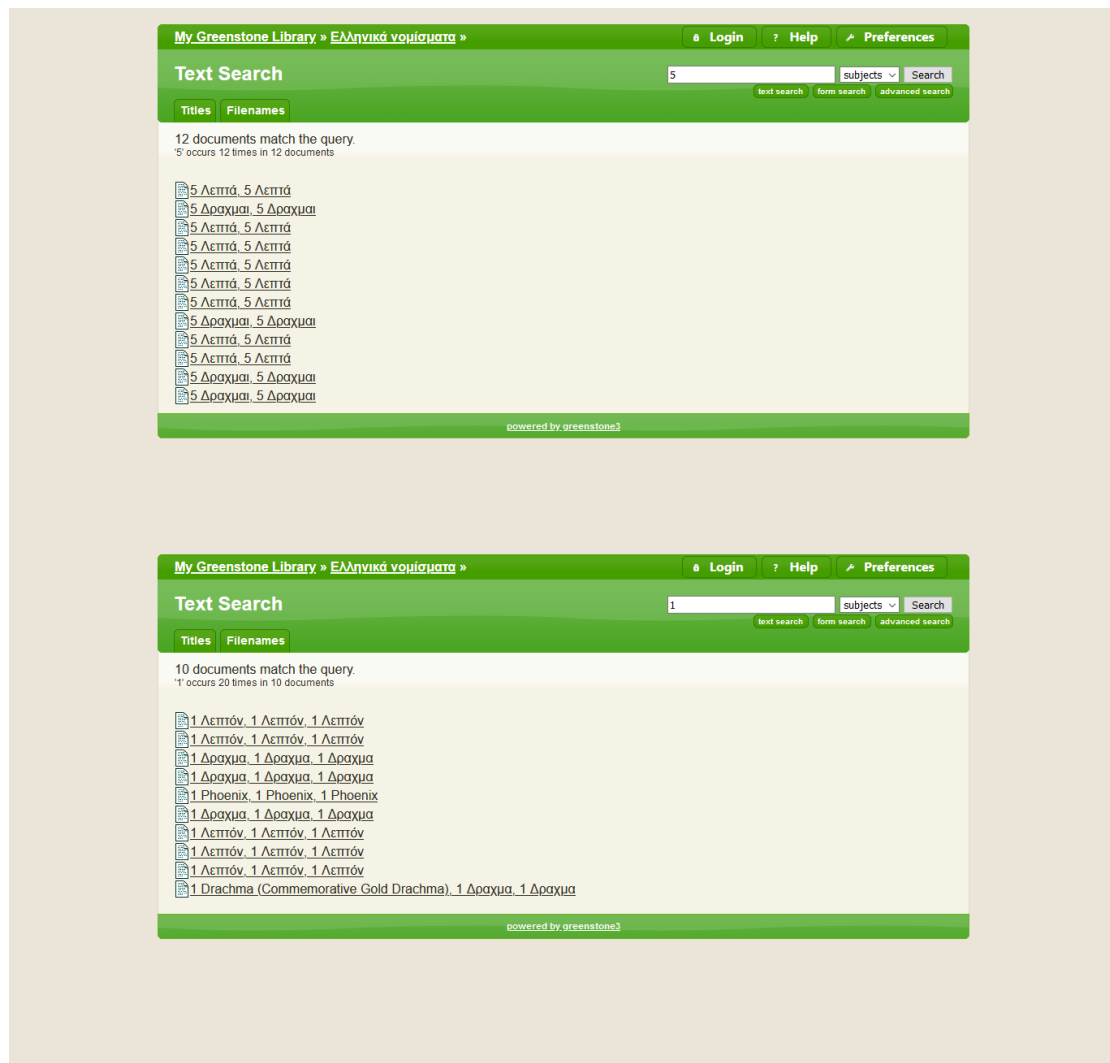 My Greenstone Library » Ελληνικά νομίσματα »
Login ? Help Preferences
Text Search
5 subjects Search
text search form search advanced search
Titles Filenames
12 documents match the query.
'5' occurs 12 times in 12 documents
5 Λεπτά, 5 Λεπτά
5 Δραχμαι, 5 Δραχμαι
5 Λεπτά, 5 Λεπτά
5 Λεπτά, 5 Λεπτά
5 Λεπτά, 5 Λεπτά
5 Λεπτά, 5 Λεπτά
5 Λεπτά, 5 Λεπτά
5 Δραχμαι, 5 Δραχμαι
5 Λεπτά, 5 Λεπτά
5 Λεπτά, 5 Λεπτά
5 Δραχμαι, 5 Δραχμαι
5 Δραχμαι, 5 Δραχμαι
powered by greenstone3
My Greenstone Library » Ελληνικά νομίσματα »
Login ? Help Preferences
Text Search
1 subjects Search
text search form search advanced search
Titles Filenames
10 documents match the query.
'1' occurs 20 times in 10 documents
1 Λεπτόν, 1 Λεπτόν, 1 Λεπτόν
1 Λεπτόν, 1 Λεπτόν, 1 Λεπτόν
1 Δραχμα, 1 Δραχμα, 1 Δραχμα
1 Δραχμα, 1 Δραχμα, 1 Δραχμα
1 Phoenix, 1 Phoenix, 1 Phoenix
1 Δραχμα, 1 Δραχμα, 1 Δραχμα
1 Λεπτόν, 1 Λεπτόν, 1 Λεπτόν
1 Λεπτόν, 1 Λεπτόν, 1 Λεπτόν
1 Λεπτόν, 1 Λεπτόν, 1 Λεπτόν
1 Drachma (Commemorative Gold Drachma), 1 Δραχμα, 1 Δραχμα
powered by greenstone3